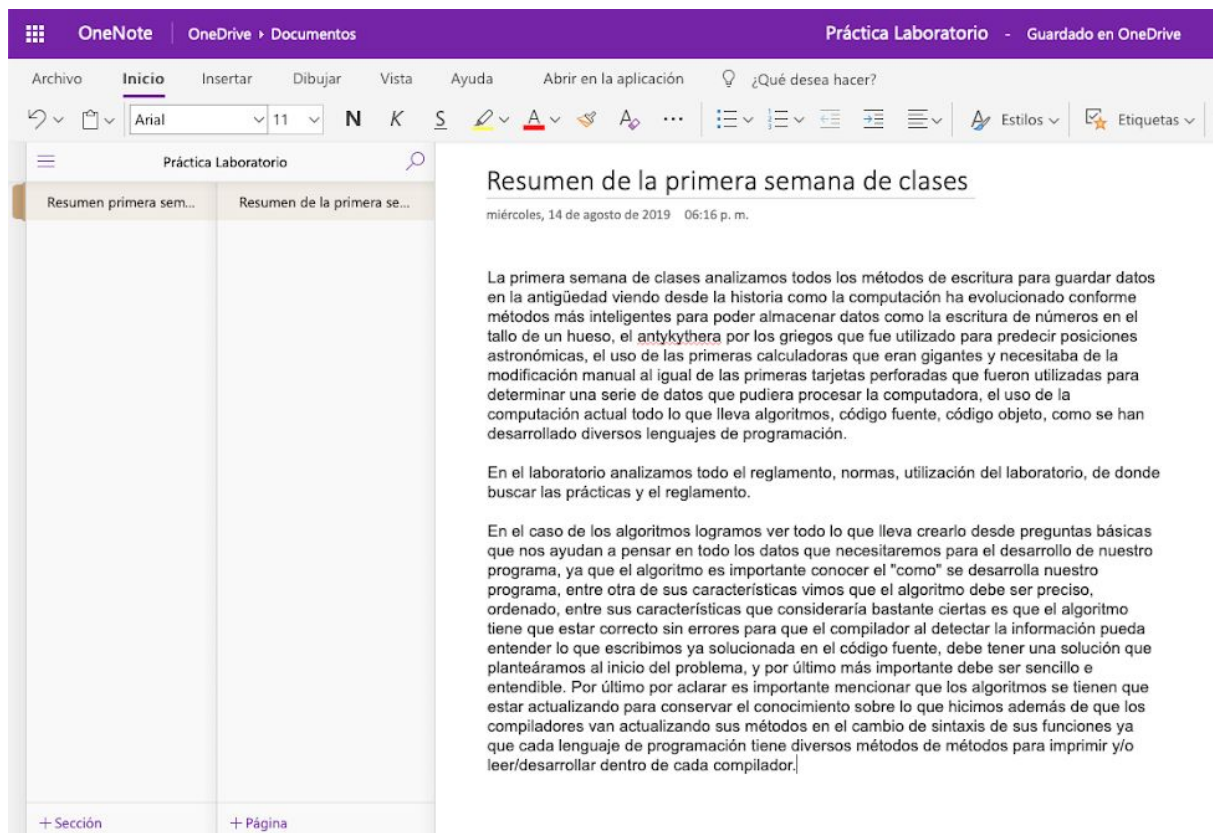 OneNote OneDrive › Documentos Práctica Laboratorio - Guardado en OneDrive
Archivo Inicio Insertar Dibujar Vista Ayuda Abrir en la aplicación ¿Qué desea hacer?
Arial 11 N K S A A ... Estilos Etiquetas
Práctica Laboratorio
Resumen primera sem... Resumen de la primera se...
Resumen de la primera semana de clases
miércoles, 14 de agosto de 2019 06:16 p. m.
La primera semana de clases analizamos todos los métodos de escritura para guardar datos
en la antigüedad viendo desde la historia como la computación ha evolucionado conforme
métodos más inteligentes para poder almacenar datos como la escritura de números en el
tallo de un hueso, el antykythera por los griegos que fue utilizado para predecir posiciones
astronómicas, el uso de las primeras calculadoras que eran gigantes y necesitaba de la
modificación manual al igual de las primeras tarjetas perforadas que fueron utilizadas para
determinar una serie de datos que pudiera procesar la computadora, el uso de la
computación actual todo lo que lleva algoritmos, código fuente, código objeto, como se han
desarrollado diversos lenguajes de programación.
En el laboratorio analizamos todo el reglamento, normas, utilización del laboratorio, de donde
buscar las prácticas y el reglamento.
En el caso de los algoritmos logramos ver todo lo que lleva crearlo desde preguntas básicas
que nos ayudan a pensar en todo los datos que necesitaremos para el desarrollo de nuestro
programa, ya que el algoritmo es importante conocer el "como" se desarrolla nuestro
programa, entre otra de sus características vimos que el algoritmo debe ser preciso,
ordenado, entre sus características que consideraría bastante ciertas es que el algoritmo
tiene que estar correcto sin errores para que el compilador al detectar la información pueda
entender lo que escribimos ya solucionada en el código fuente, debe tener una solución que
planteáramos al inicio del problema, y por último más importante debe ser sencillo e
entendible. Por último por aclarar es importante mencionar que los algoritmos se tienen que
estar actualizando para conservar el conocimiento sobre lo que hicimos además de que los
compiladores van actualizando sus métodos en el cambio de sintaxis de sus funciones ya
que cada lenguaje de programación tiene diversos métodos de métodos para imprimir y/o
leer/desarrollar dentro de cada compilador.
+ Sección + Página